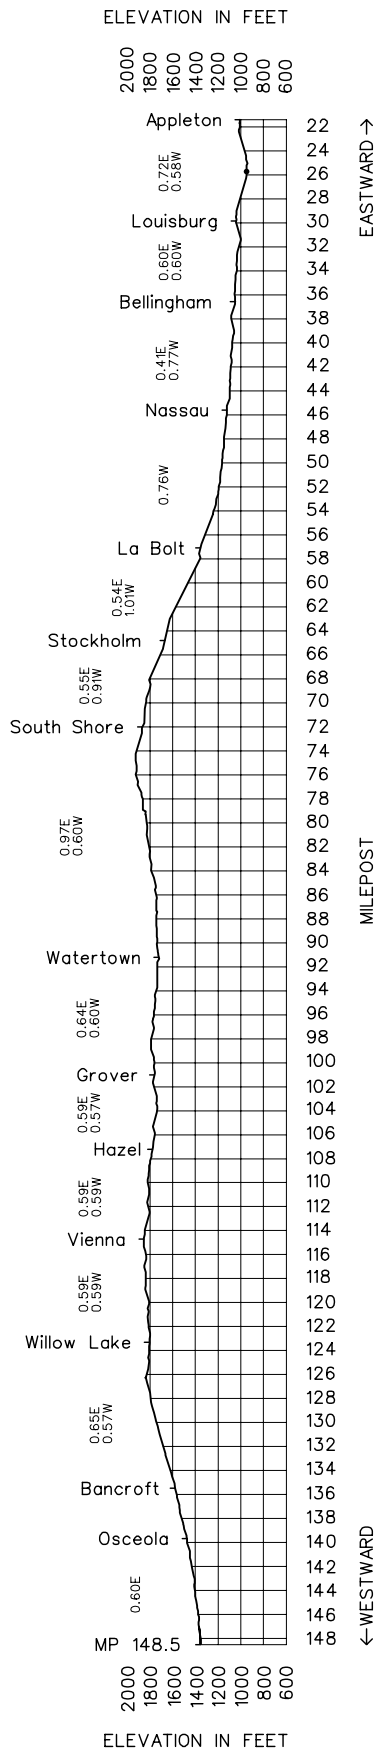 ELEVATION IN FEET
2000 1800 1600 1400 1200 1000 800 600
Appleton
22
24
0.72E
0.58W
26
28
Louisburg
30
32
0.60E
0.60W
34
36
Bellingham
38
40
0.41E
0.77W
42
44
Nassau
46
48
50
0.76W
52
54
56
La Bolt
58
60
0.54E
1.01W
62
64
Stockholm
66
68
0.55E
0.91W
70
South Shore
72
74
76
78
80
0.97E
0.60W
82
84
86
88
90
Watertown
92
94
0.64E
0.60W
96
98
100
Grover
102
0.59E
0.57W
104
106
Hazel
108
110
0.59E
0.59W
112
114
Vienna
116
118
0.59E
0.59W
120
122
Willow Lake
124
126
128
0.65E
0.57W
130
132
134
Bancroft
136
138
Osceola
140
142
0.60E
144
146
MP 148.5
148
EASTWARD →
MILEPOST
← WESTWARD
2000 1800 1600 1400 1200 1000 800 600
ELEVATION IN FEET